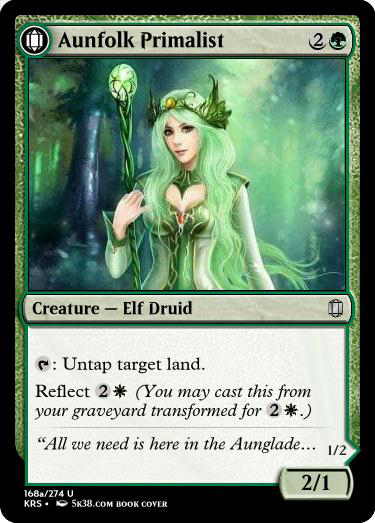 Aunfolk Primalist 2
Creature — Elf Druid
: Untap target land.
Reflect 2 (You may cast this from
your graveyard transformed for 2.)
“All we need is here in the Aunglade…
1/2
2/1
168a/274 U
KRS • 5K38.COM BOOK COVER